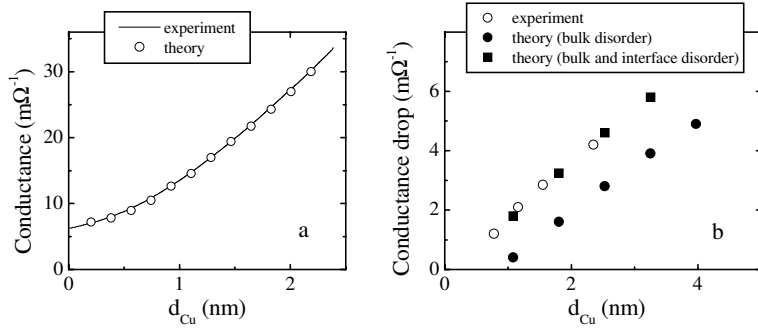 experiment
theory
Conductance (mΩ⁻¹)
30
20
10
0
0
1
2
d_Cu (nm)
a
experiment
theory (bulk disorder)
theory (bulk and interface disorder)
Conductance drop (mΩ⁻¹)
8
6
4
2
0
0
2
4
d_Cu (nm)
b